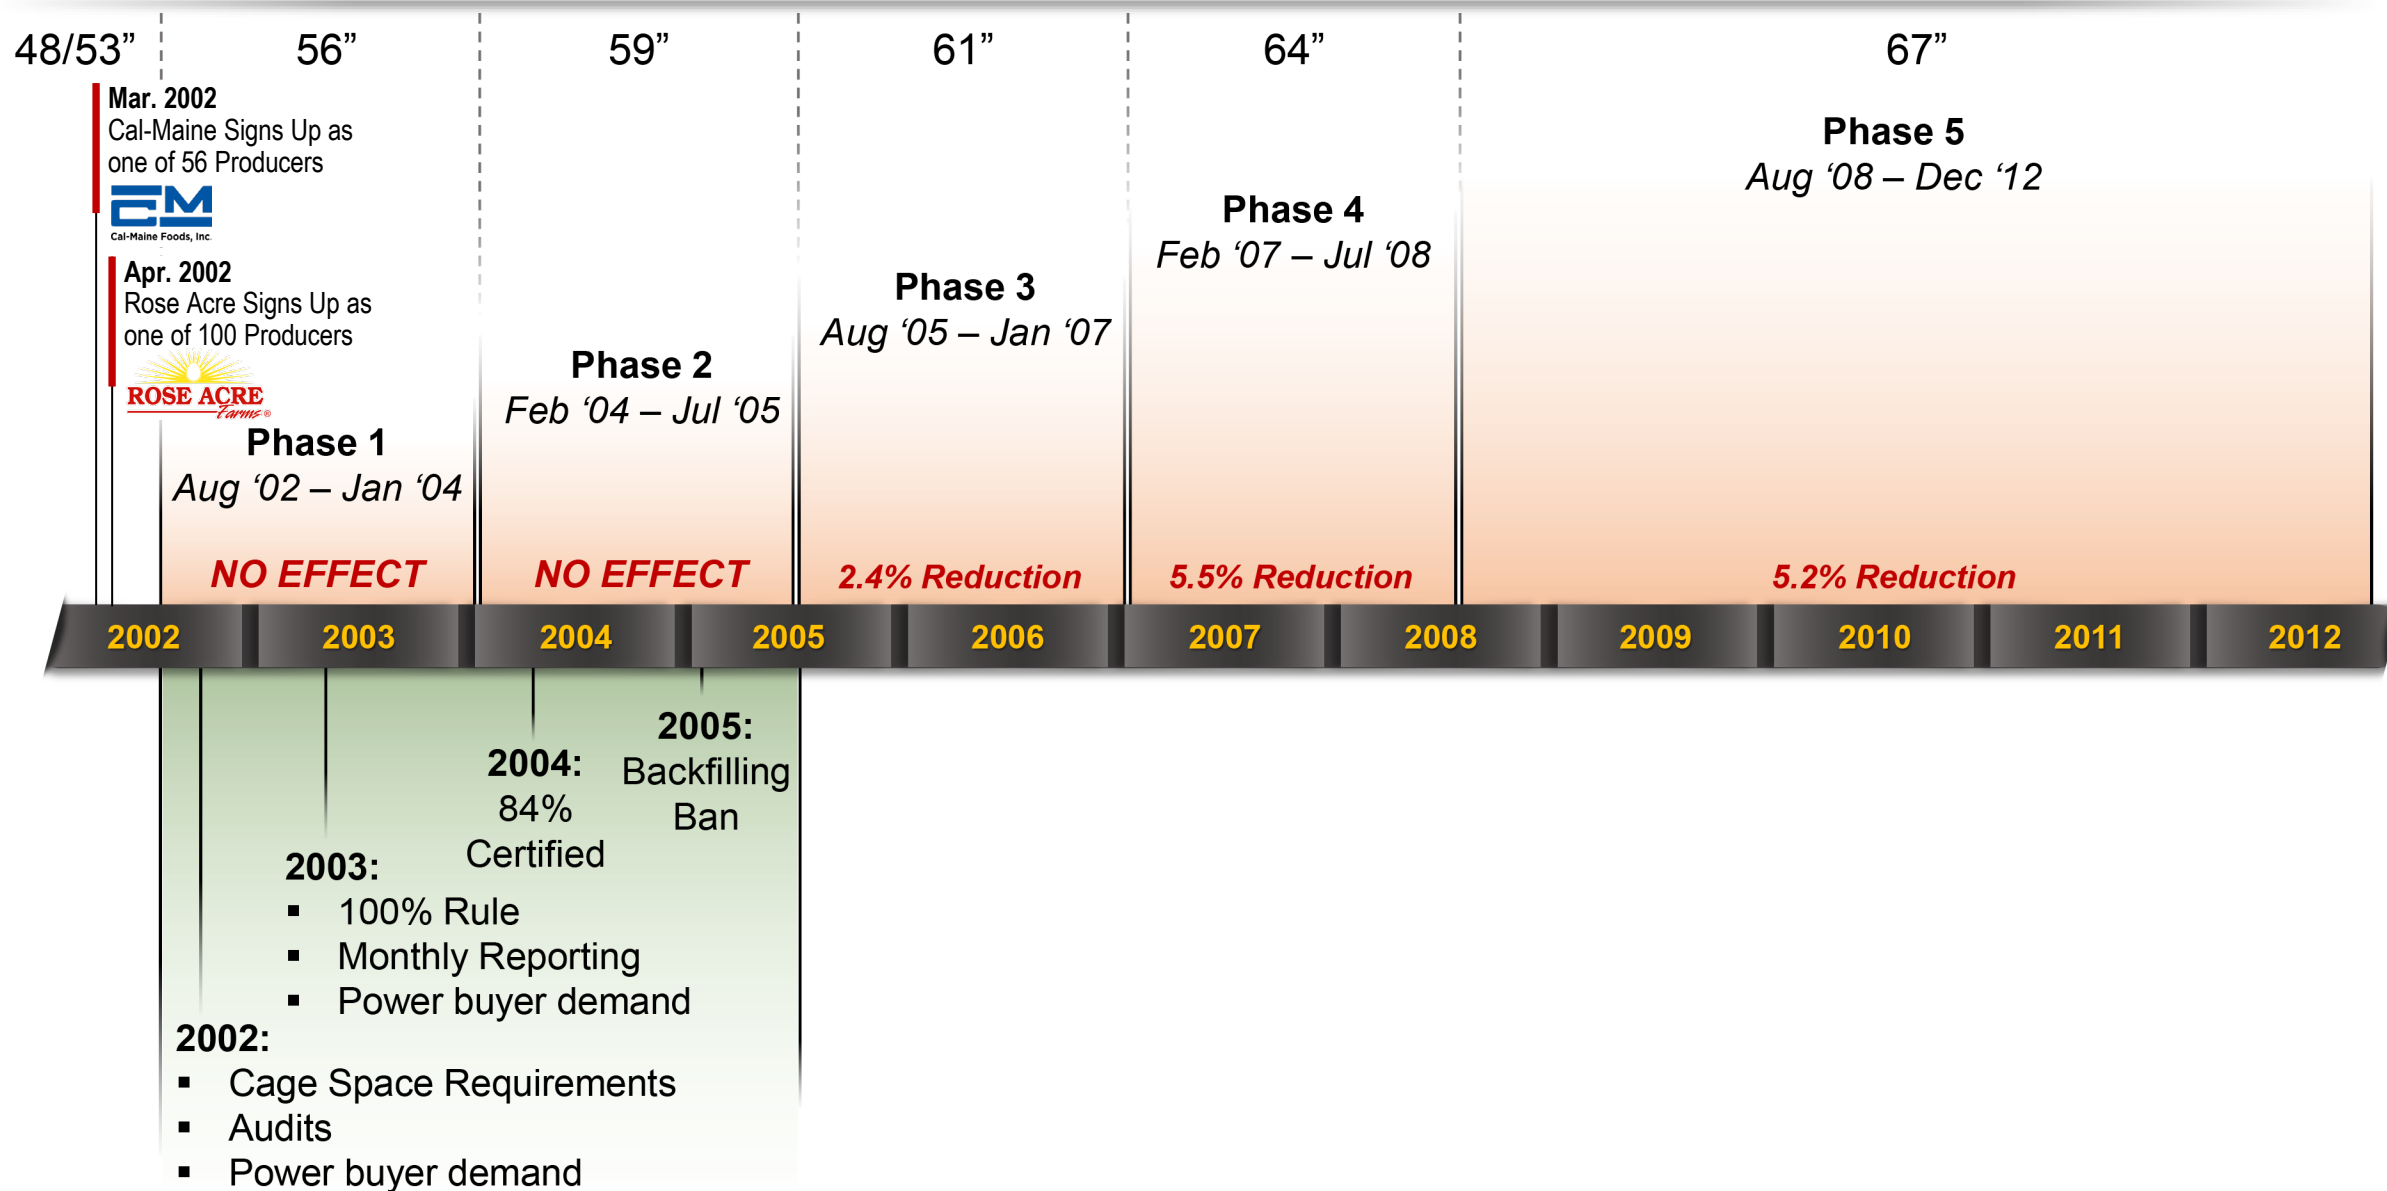 48/53”
56”
59”
61”
64”
67”
Mar. 2002
Cal-Maine Signs Up as
one of 56 Producers
CM
Cal-Maine Foods, Inc.
Apr. 2002
Rose Acre Signs Up as
one of 100 Producers
ROSE ACRE
Farms®
Phase 1
Aug ‘02 – Jan ‘04
NO EFFECT
Phase 2
Feb ‘04 – Jul ‘05
NO EFFECT
Phase 3
Aug ‘05 – Jan ‘07
2.4% Reduction
Phase 4
Feb ‘07 – Jul ‘08
5.5% Reduction
Phase 5
Aug ‘08 – Dec ‘12
5.2% Reduction
2002
2003
2004
2005
2006
2007
2008
2009
2010
2011
2012
2005:
Backfilling
Ban
2004:
84%
Certified
2003:
▪ 100% Rule
▪ Monthly Reporting
▪ Power buyer demand
2002:
▪ Cage Space Requirements
▪ Audits
▪ Power buyer demand